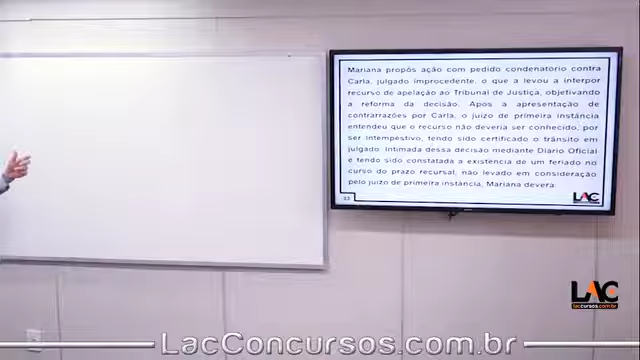 Mariana propôs ação com pedido condenatório contra
Carla, julgado improcedente, o que a levou a interpor
recurso de apelação ao Tribunal de Justiça, objetivando
a reforma da decisão. Após a apresentação de
contrarrazões por Carla, o juízo de primeira instância
entendeu que o recurso não deveria ser conhecido, por
ser intempestivo, tendo sido certificado o trânsito em
julgado. Intimada dessa decisão mediante Diário Oficial
e tendo sido constatada a existência de um feriado no
curso do prazo recursal, não levado em consideração
pelo juízo de primeira instância, Mariana deverá:
13
LAC
LAC
laccursos.com.br
LacConcursos.com.br